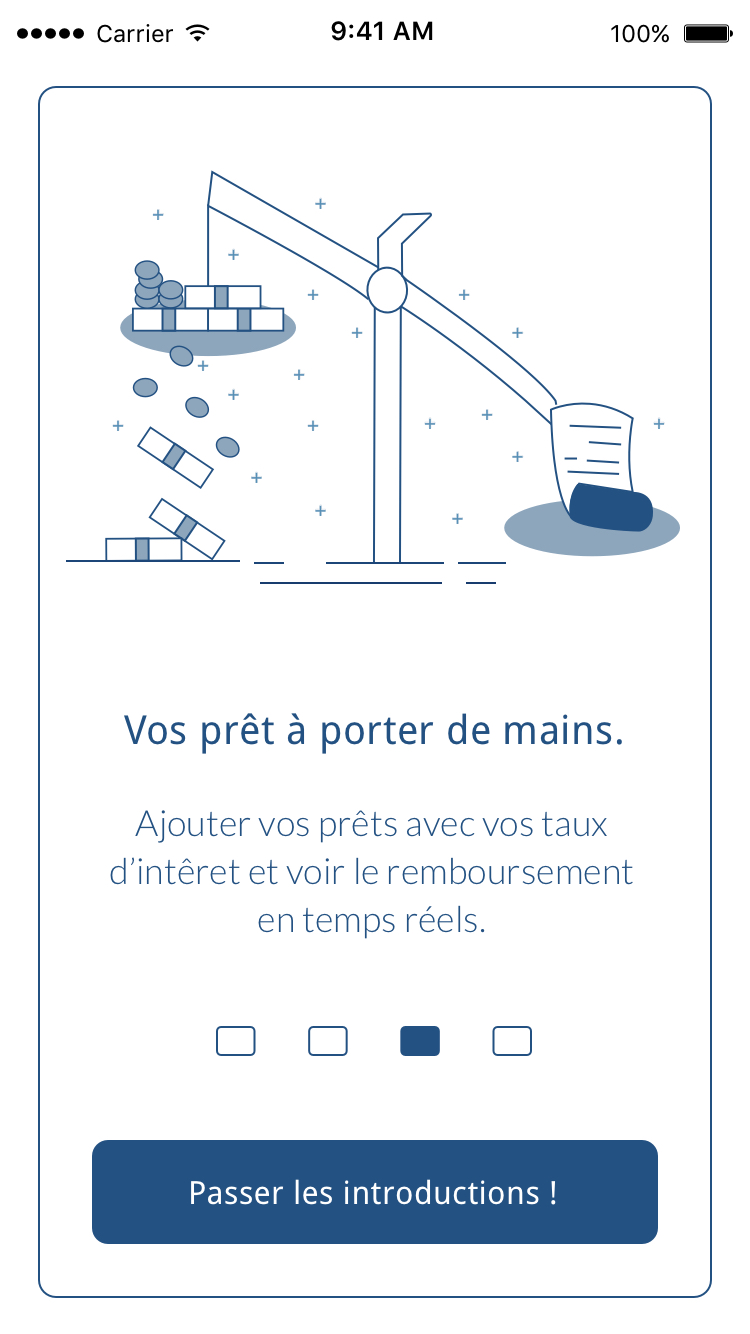 Carrier 9:41 AM 100%
Vos prêt à porter de mains.
Ajouter vos prêts avec vos taux
d’intêret et voir le remboursement
en temps réels.
Passer les introductions !